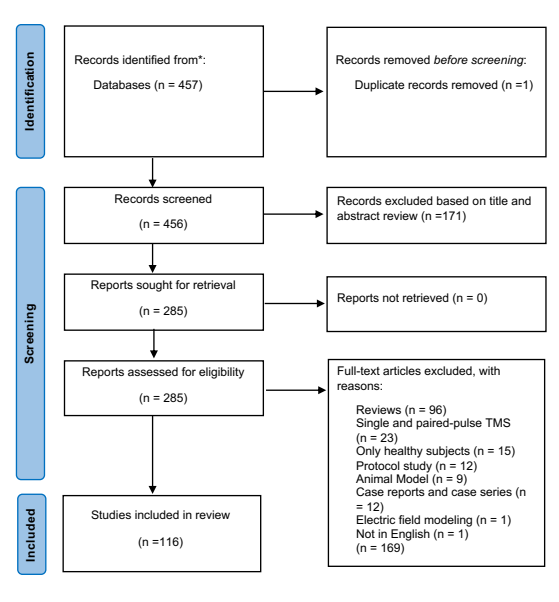 Identification
Records identified from*:
Databases (n = 457)
Records removed before screening:
Duplicate records removed (n =1)
Screening
Records screened
(n = 456)
Records excluded based on title and
abstract review (n =171)
Reports sought for retrieval
(n = 285)
Reports not retrieved (n = 0)
Reports assessed for eligibility
(n = 285)
Full-text articles excluded, with
reasons:
Reviews (n = 96)
Single and paired-pulse TMS
(n = 23)
Only healthy subjects (n = 15)
Protocol study (n = 12)
Animal Model (n = 9)
Case reports and case series (n
= 12)
Electric field modeling (n = 1)
Not in English (n = 1)
(n = 169)
Included
Studies included in review
(n =116)